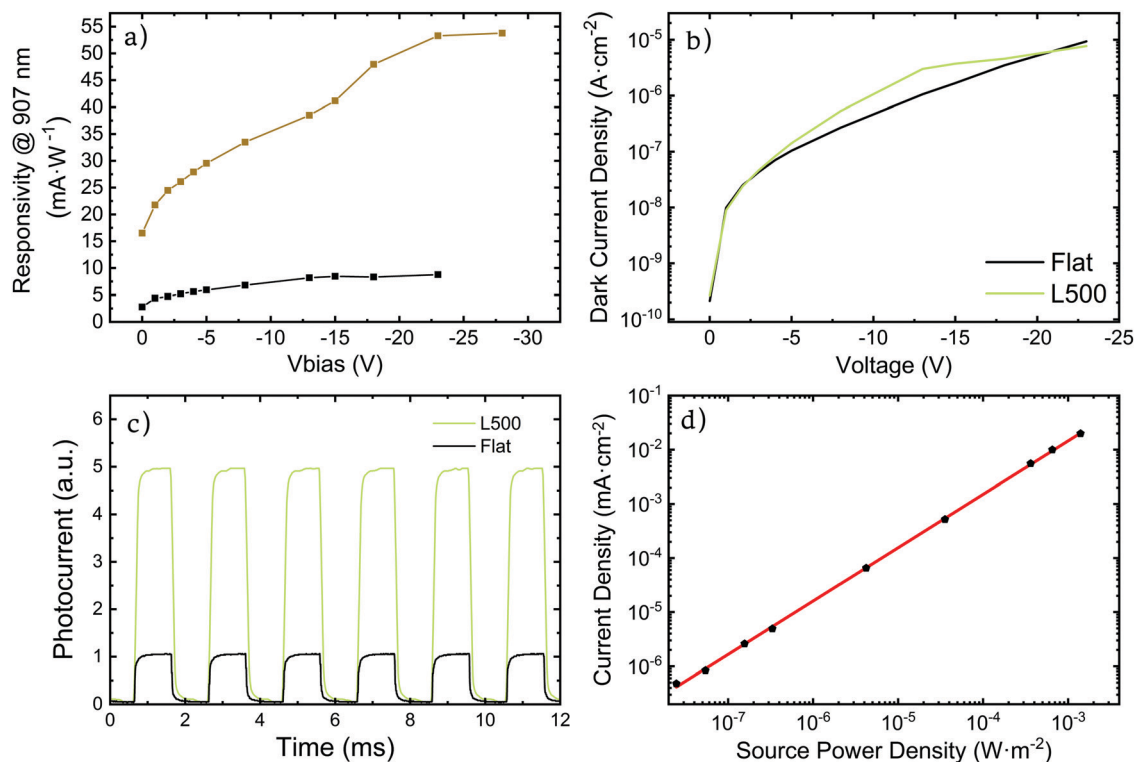 a)
Responsivity @ 907 nm
(mA·W⁻¹)
55
50
45
40
35
30
25
20
15
10
5
0
0 -5 -10 -15 -20 -25 -30
Vbias (V)
b)
Dark Current Density (A·cm⁻²)
10⁻⁵
10⁻⁶
10⁻⁷
10⁻⁸
10⁻⁹
10⁻¹⁰
Flat
L500
0 -5 -10 -15 -20 -25
Voltage (V)
c)
Photocurrent (a.u.)
6
5
4
3
2
1
0
L500
Flat
0 2 4 6 8 10 12
Time (ms)
d)
Current Density (mA·cm⁻²)
10⁻¹
10⁻²
10⁻³
10⁻⁴
10⁻⁵
10⁻⁶
10⁻⁷ 10⁻⁶ 10⁻⁵ 10⁻⁴ 10⁻³
Source Power Density (W·m⁻²)